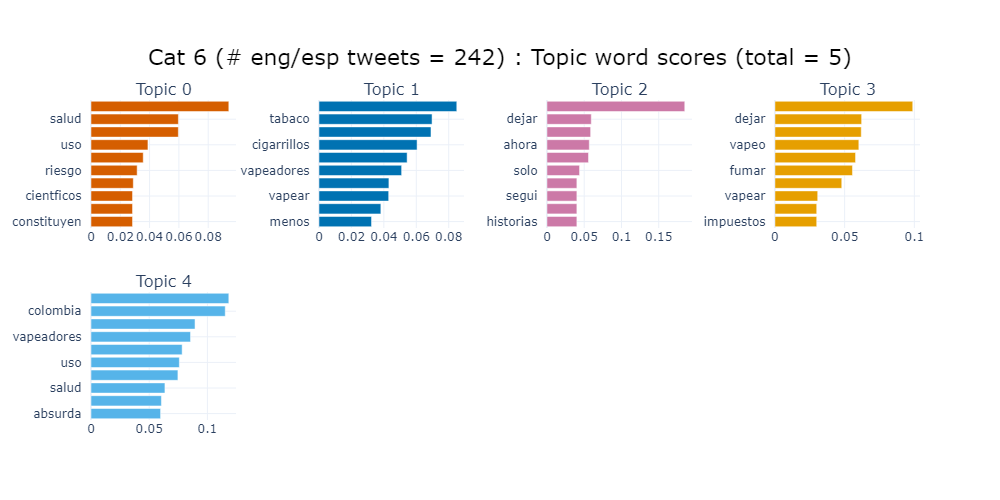 Cat 6 (# eng/esp tweets = 242) : Topic word scores (total = 5)
Topic 0
salud
uso
riesgo
cientficos
constituyen
0 0.02 0.04 0.06 0.08
Topic 1
tabaco
cigarrillos
vapeadores
vapear
menos
0 0.02 0.04 0.06 0.08
Topic 2
dejar
ahora
solo
segui
historias
0 0.05 0.1 0.15
Topic 3
dejar
vapeo
fumar
vapear
impuestos
0 0.05 0.1
Topic 4
colombia
vapeadores
uso
salud
absurda
0 0.05 0.1